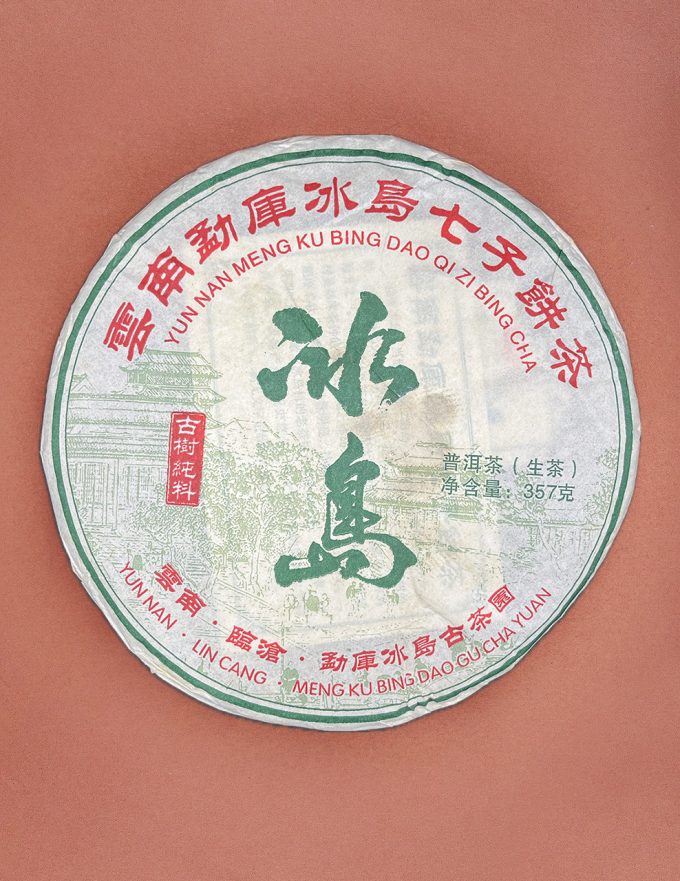 雲南勐庫冰島七子餅茶
YUN NAN MENG KU BING DAO QI ZI BING CHA
冰
島
古樹純料
普洱茶（生茶）
净含量：357克
雲南·臨滄·勐庫冰島古茶園
YUN NAN · LIN CANG · MENG KU BING DAO GU CHA YUAN